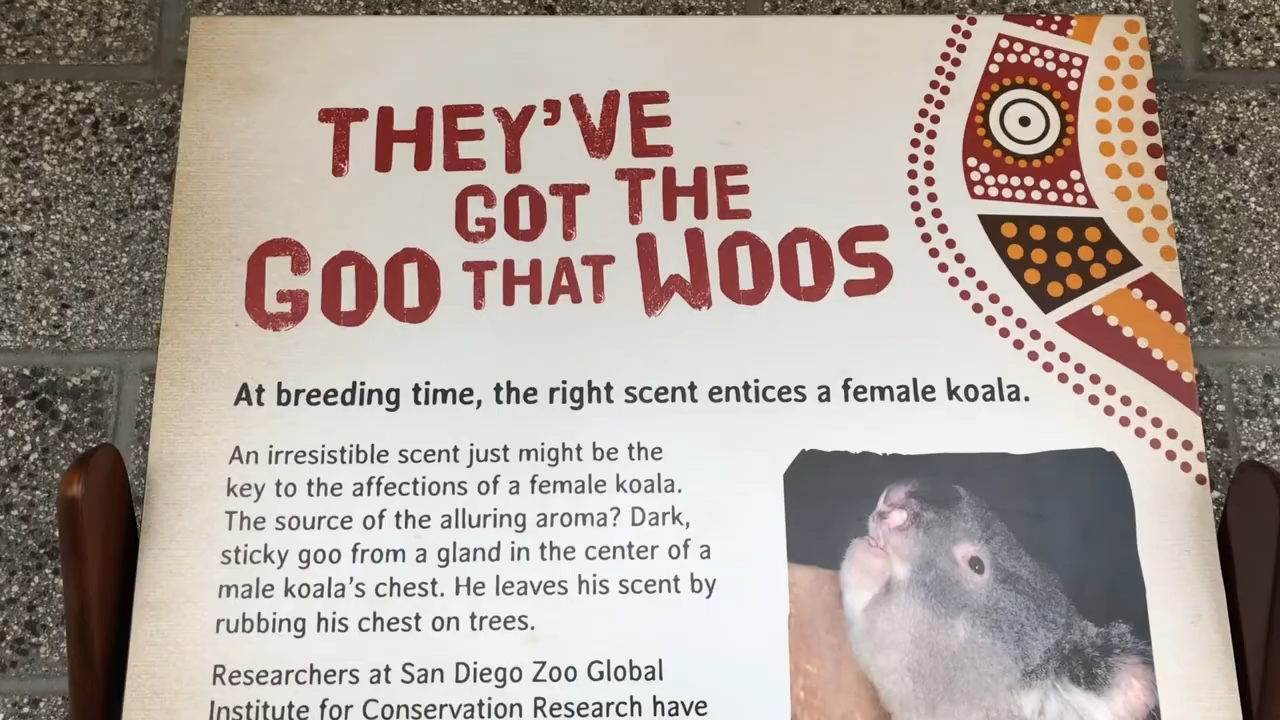 THEY'VE
GOT THE
GOO THAT WOOS
At breeding time, the right scent entices a female koala.
An irresistible scent just might be the
key to the affections of a female koala.
The source of the alluring aroma? Dark,
sticky goo from a gland in the center of a
male koala's chest. He leaves his scent by
rubbing his chest on trees.
Researchers at San Diego Zoo Global
Institute for Conservation Research have